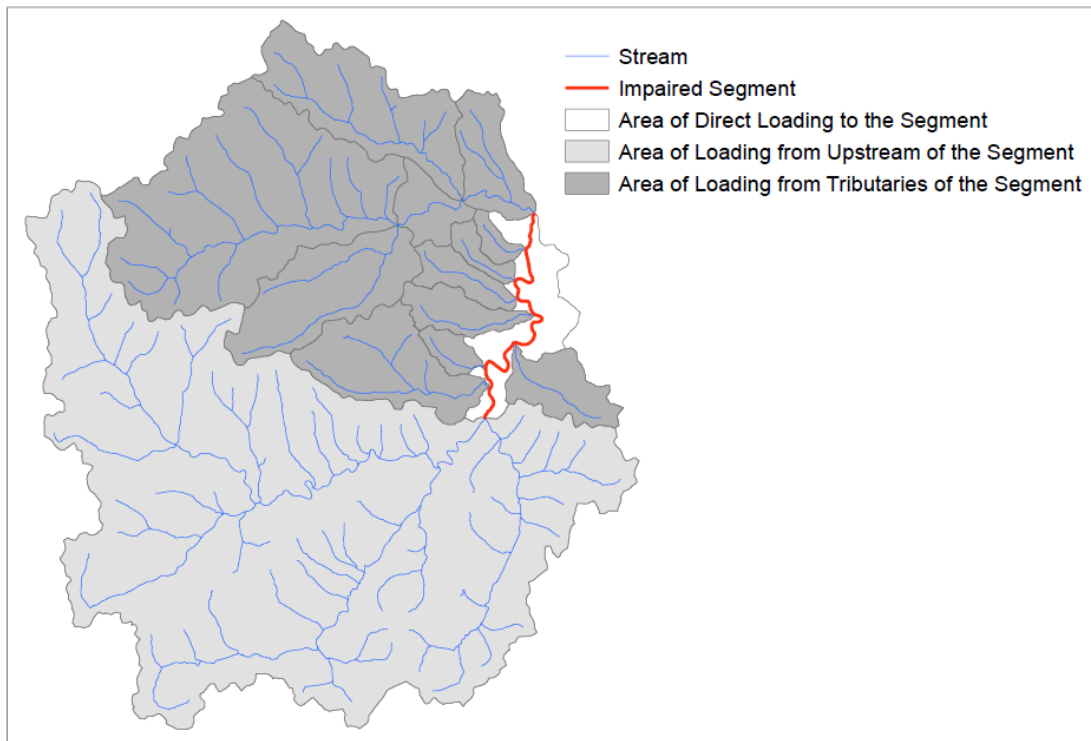 Stream
Impaired Segment
Area of Direct Loading to the Segment
Area of Loading from Upstream of the Segment
Area of Loading from Tributaries of the Segment